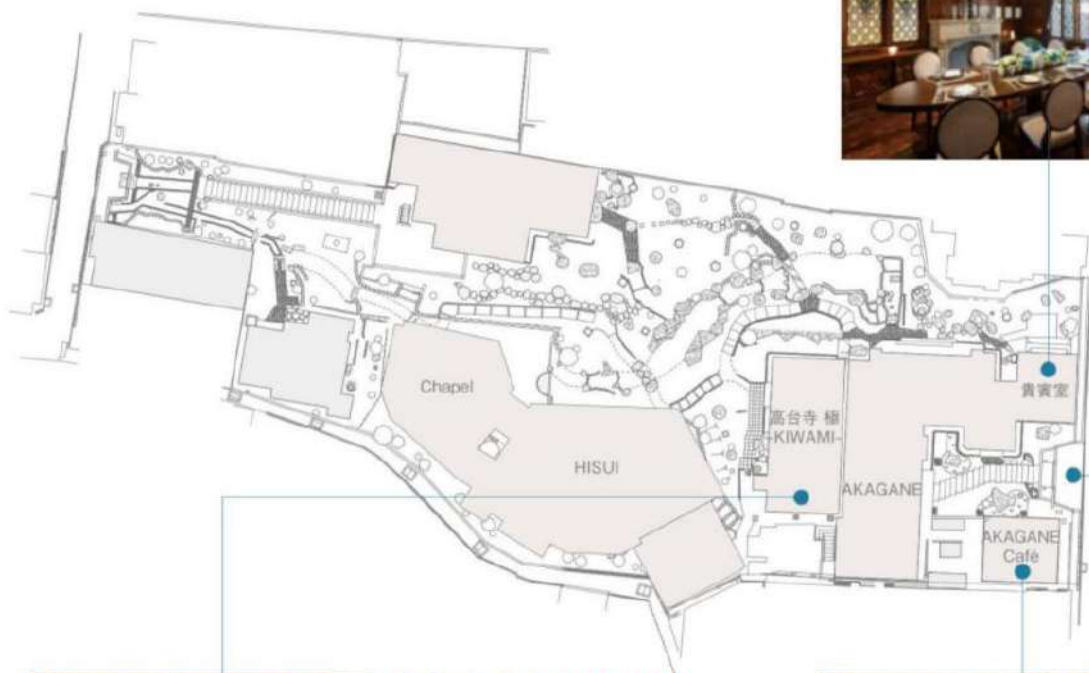 貴賓室
Chapel
高台寺 極
-KIWAMI-
HISUI
AKAGANE
AKAGANE
Café